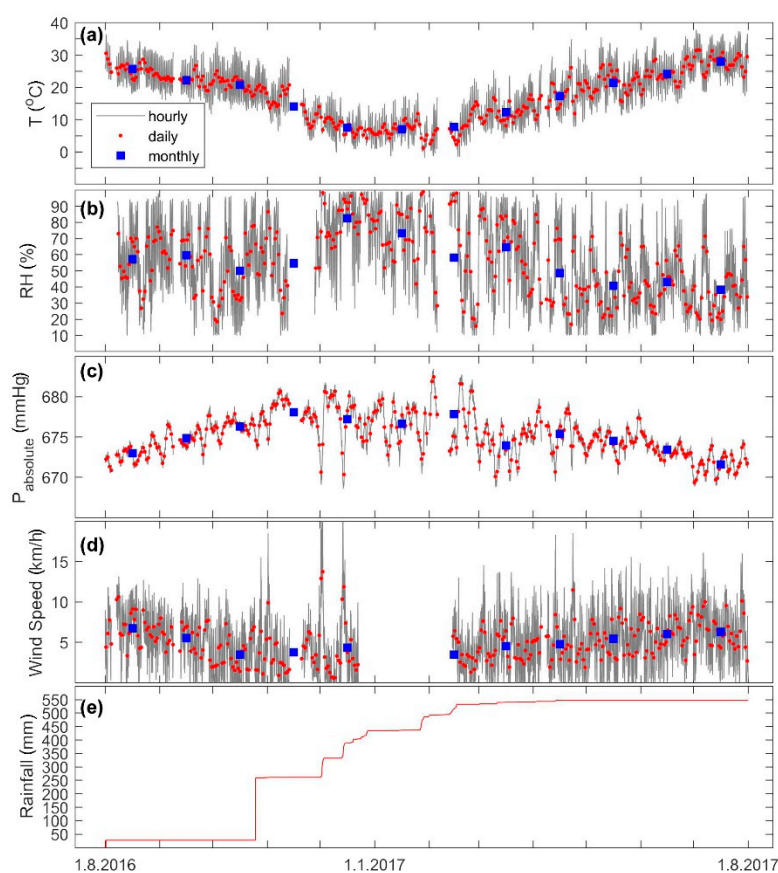 (a)
40
30
20
10
0
T (°C)
hourly
daily
monthly
(b)
90
80
70
60
50
40
30
20
10
RH (%)
(c)
680
675
670
P absolute (mmHg)
(d)
15
10
5
Wind Speed (km/h)
(e)
550
500
450
400
350
300
250
200
150
100
50
Rainfall (mm)
1.8.2016 1.1.2017 1.8.2017